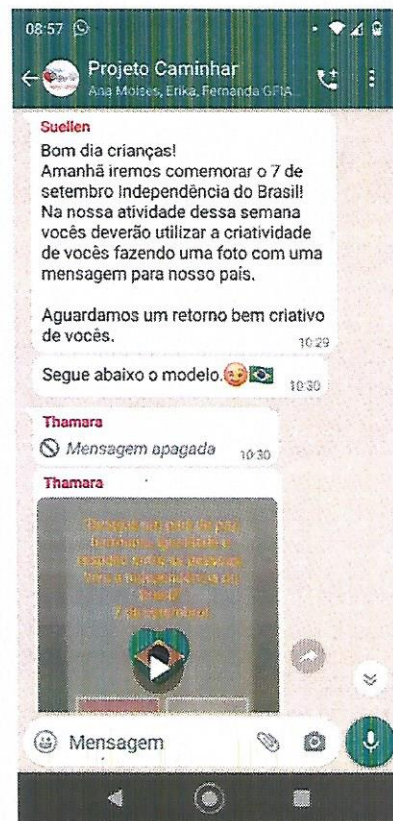 08:57
Projeto Caminhar
Ana Moises, Erika, Fernanda GFIA...
Suellen
Bom dia crianças!
Amanhã iremos comemorar o 7 de
setembro Independência do Brasil!
Na nossa atividade dessa semana
vocês deverão utilizar a criatividade
de vocês fazendo uma foto com uma
mensagem para nosso país.
Aguardamos um retorno bem criativo
de vocês.
10:29
Segue abaixo o modelo.😉🇧🇷
10:30
Thamara
Mensagem apagada
10:30
Thamara
7 de setembro!
Mensagem